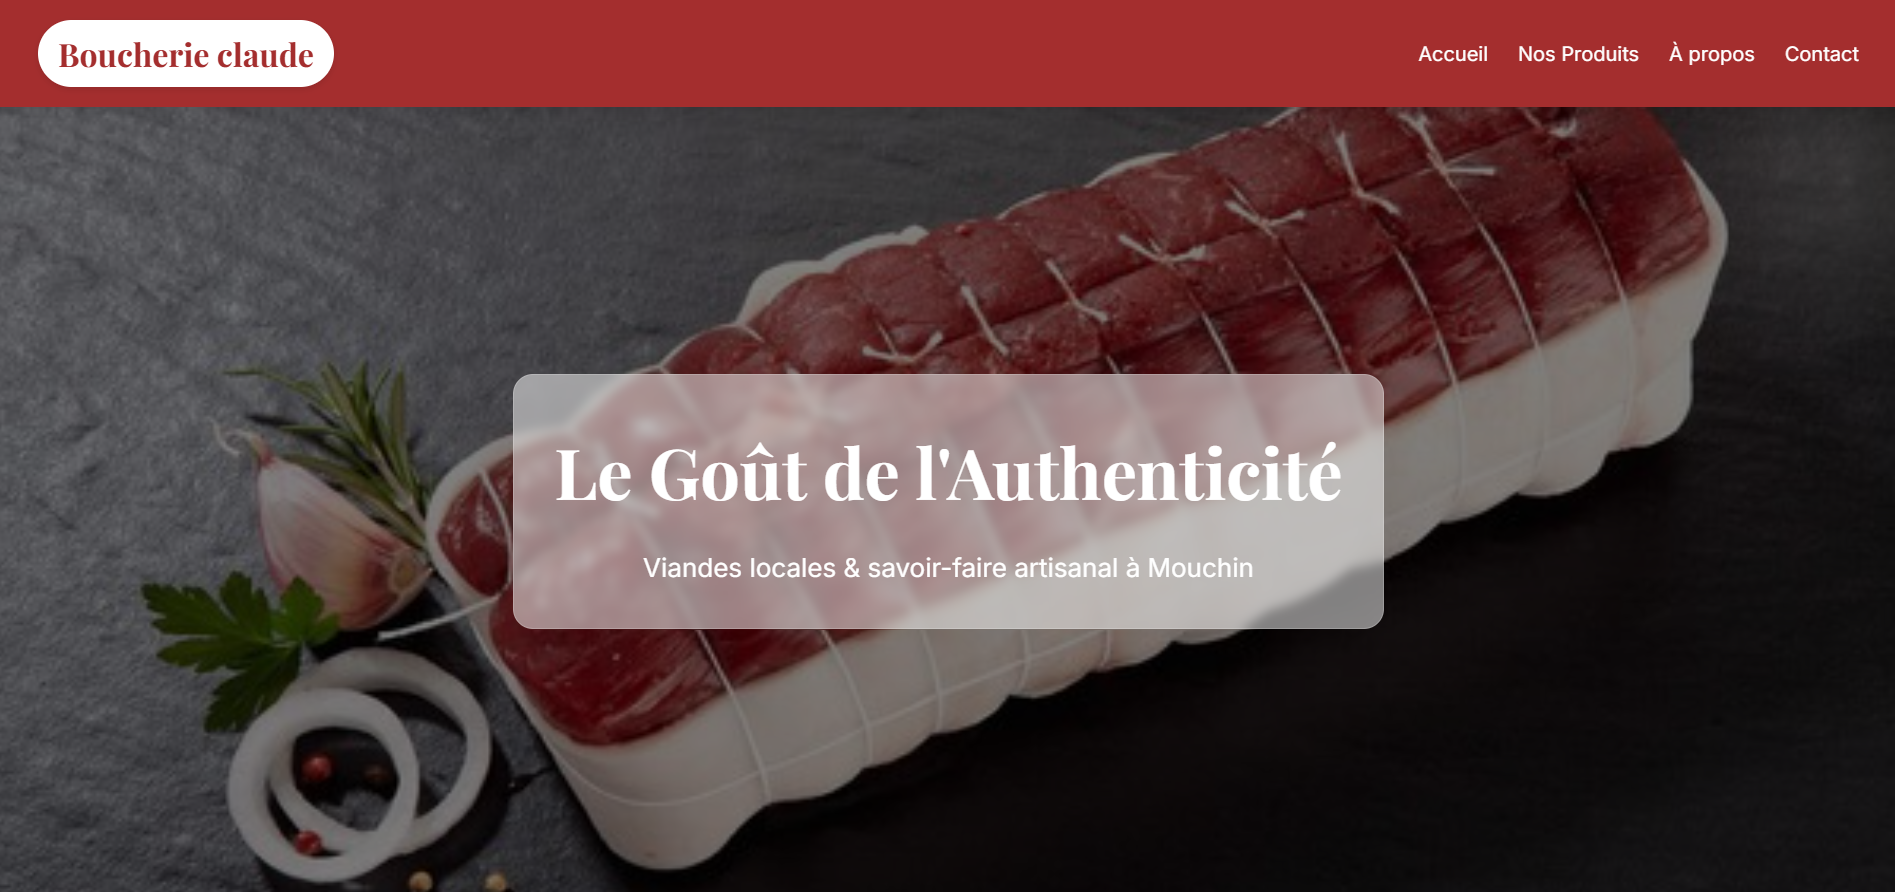 Boucherie claude
Accueil
Nos Produits
À propos
Contact
Le Goût de l'Authenticité
Viandes locales & savoir-faire artisanal à Mouchin